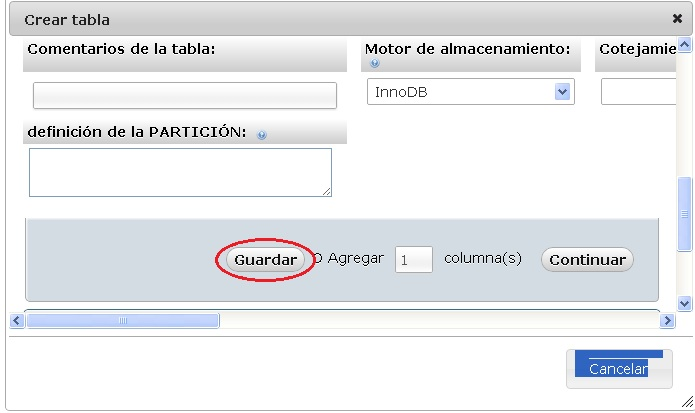 Crear tabla
Comentarios de la tabla:
Motor de almacenamiento:
InnoDB
definición de la PARTICIÓN:
Guardar O Agregar 1 columna(s) Continuar
Cancelar